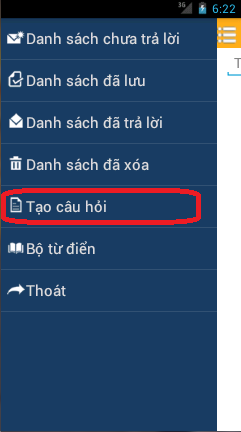 3G 6:22
Danh sách chưa trả lời
Danh sách đã lưu
Danh sách đã trả lời
Danh sách đã xóa
Tạo câu hỏi
Bộ từ điển
Thoát